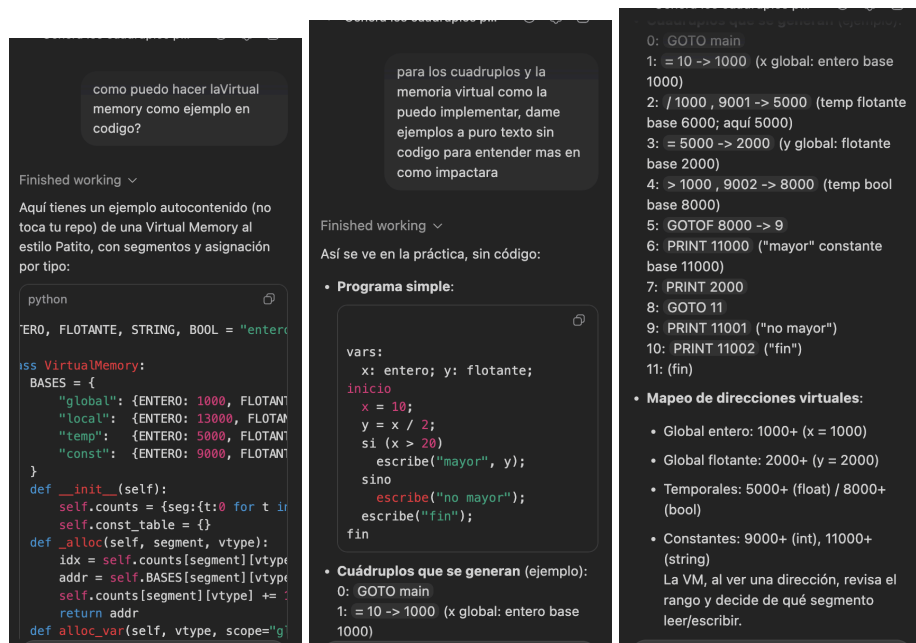 como puedo hacer laVirtual
memory como ejemplo en
codigo?
Finished working
Aquí tienes un ejemplo autocontenido (no
toca tu repo) de una Virtual Memory al
estilo Patito, con segmentos y asignación
por tipo:
python
TERO, FLOTANTE, STRING, BOOL = "entero
ass VirtualMemory:
BASES = {
"global": {ENTERO: 1000, FLOTAN
"local": {ENTERO: 13000, FLOTAN
"temp": {ENTERO: 5000, FLOTANT
"const": {ENTERO: 9000, FLOTANT
}
def __init__(self):
self.counts = {seg:{t:0 for t in
self.const_table = {}
def _alloc(self, segment, vtype):
idx = self.counts[segment][vtype
addr = self.BASES[segment][vtype
self.counts[segment][vtype] += 1
return addr
def alloc_var(self, vtype, scope="gl
para los cuadruplos y la
memoria virtual como la
puedo implementar, dame
ejemplos a puro texto sin
codigo para entender mas en
como impactara
Finished working
Así se ve en la práctica, sin código:
• Programa simple:
vars:
x: entero; y: flotante;
inicio
x = 10;
y = x / 2;
si (x > 20)
escribe("mayor", y);
sino
escribe("no mayor");
escribe("fin");
fin
• Cuádruplos que se generan (ejemplo):
0: GOTO main
1: = 10 -> 1000 (x global: entero base
1000)
0: GOTO main
1: = 10 -> 1000 (x global: entero base
1000)
2: / 1000 , 9001 -> 5000 (temp flotante
base 6000; aquí 5000)
3: = 5000 -> 2000 (y global: flotante
base 2000)
4: > 1000 , 9002 -> 8000 (temp bool
base 8000)
5: GOTOF 8000 -> 9
6: PRINT 11000 ("mayor" constante
base 11000)
7: PRINT 2000
8: GOTO 11
9: PRINT 11001 ("no mayor")
10: PRINT 11002 ("fin")
11: (fin)
• Mapeo de direcciones virtuales:
• Global entero: 1000+ (x = 1000)
• Global flotante: 2000+ (y = 2000)
• Temporales: 5000+ (float) / 8000+
(bool)
• Constantes: 9000+ (int), 11000+
(string)
La VM, al ver una dirección, revisa el
rango y decide de qué segmento
leer/escribir.